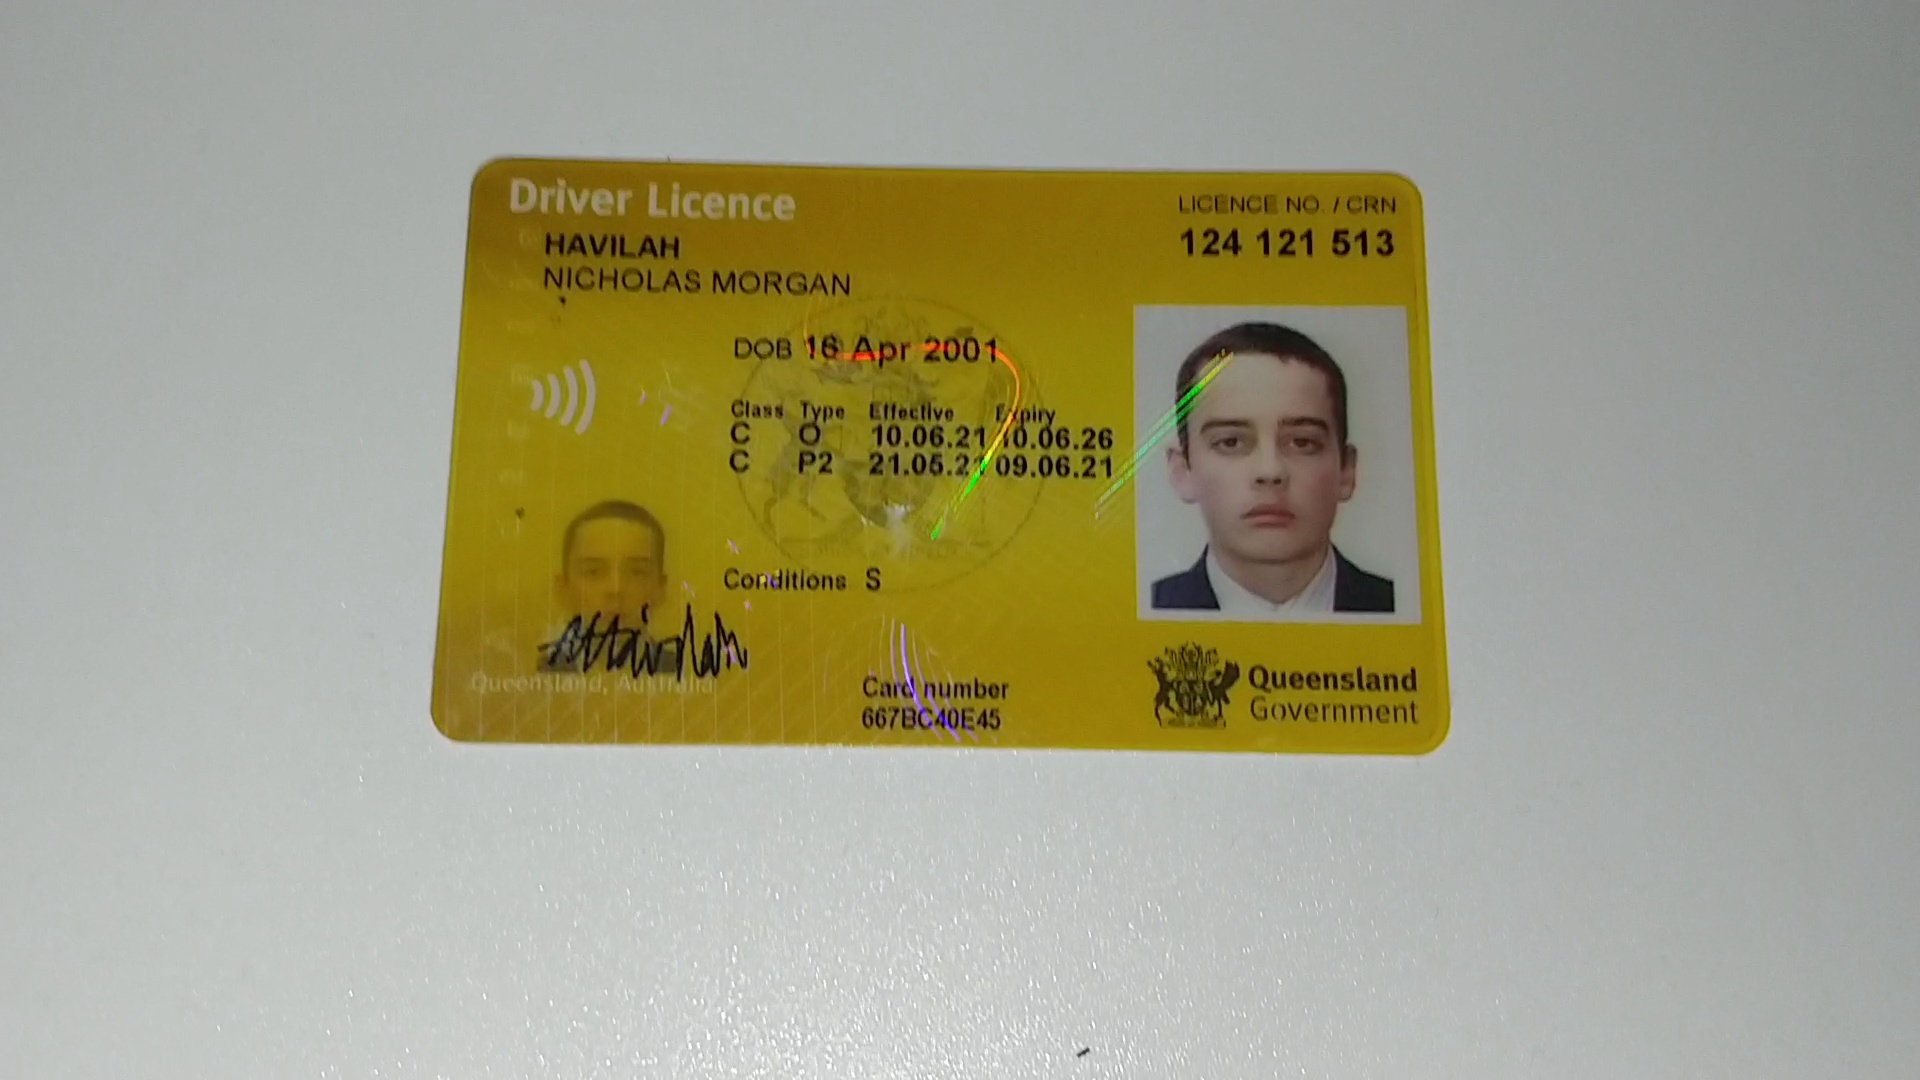 Driver Licence
HAVILAH
NICHOLAS MORGAN
LICENCE NO. / CRN
124 121 513
DOB 16 Apr 2001
Class Type Effective Expiry
C O 10.06.21 10.06.26
C P2 21.05.21 09.06.21
Conditions S
Queensland, Australia
Card number
667BC40E45
Queensland
Government